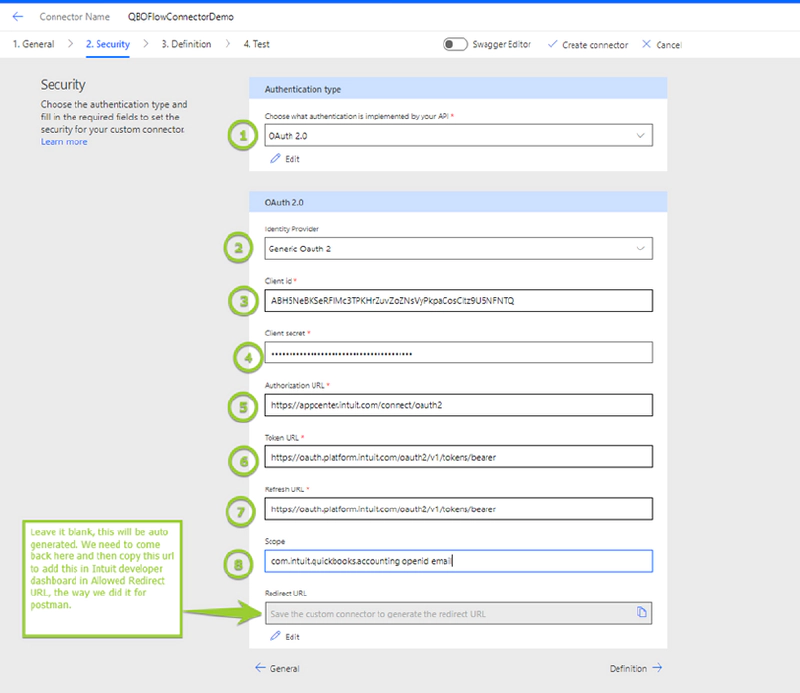 Connector Name QBOFlowConnectorDemo
1. General 2. Security 3. Definition 4. Test Swagger Editor Create connector Cancel
Security
Choose the authentication type and
fill in the required fields to set the
security for your custom connector.
Learn more
Authentication type
Choose what authentication is implemented by your API *
1
OAuth 2.0
Edit
OAuth 2.0
Identity Provider
2
Generic Oauth 2
Client id *
3
Client secret *
4
••••••••••••••••••••••••••••••••••••••••
Authorization URL *
5
https://appcenter.intuit.com/connect/oauth2
Token URL *
6
https://oauth.platform.intuit.com/oauth2/v1/tokens/bearer
Refresh URL *
7
https://oauth.platform.intuit.com/oauth2/v1/tokens/bearer
Scope
8
com.intuit.quickbooks.accounting openid email
Redirect URL
Save the custom connector to generate the redirect URL
Edit
Leave it blank, this will be auto
generated. We need to come
back here and then copy this url
to add this in Intuit developer
dashboard in Allowed Redirect
URL, the way we did it for
postman.
General Definition